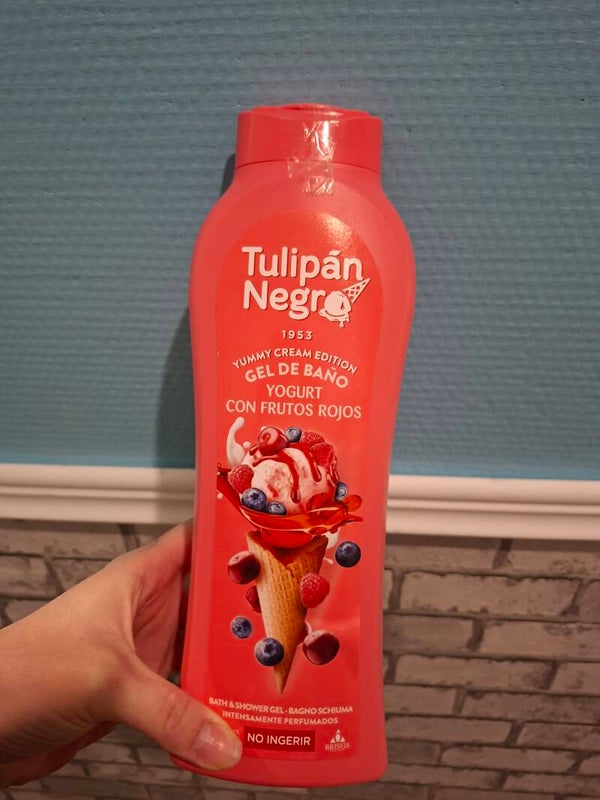 Tulipán
Negro
1953
YUMMY CREAM EDITION
GEL DE BAÑO
YOGURT
CON FRUTOS ROJOS
BATH & SHOWER GEL - BAGNO SCHIUMA
INTENSAMENTE PERFUMADOS
NO INGERIR
BRISEIS